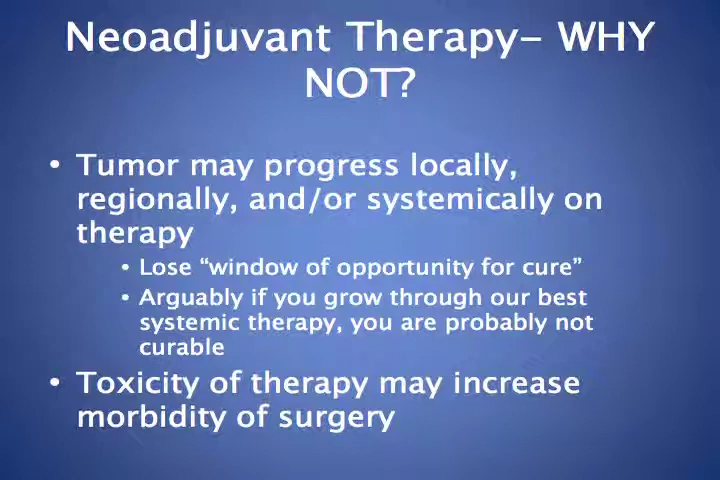 Neoadjuvant Therapy- WHY
NOT?
• Tumor may progress locally,
regionally, and/or systemically on
therapy
• Lose “window of opportunity for cure”
• Arguably if you grow through our best
systemic therapy, you are probably not
curable
• Toxicity of therapy may increase
morbidity of surgery